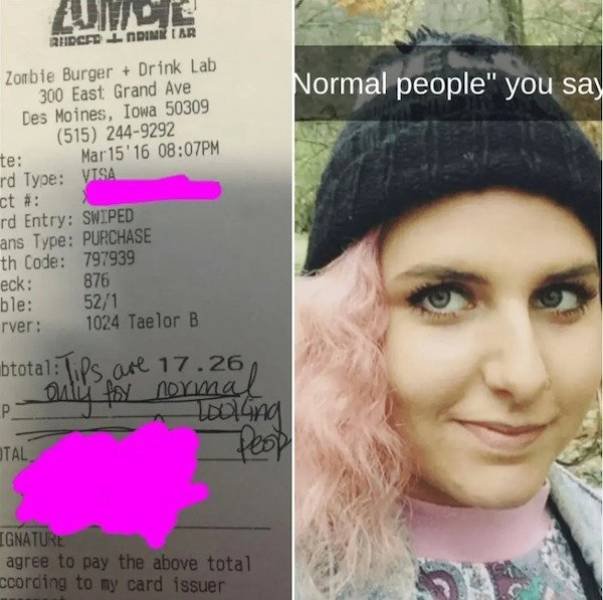 ZOMBIE
BURGER + DRINK LAB
Zombie Burger + Drink Lab
300 East Grand Ave
Des Moines, Iowa 50309
(515) 244-9292
te: Mar15'16 08:07PM
rd Type: VISA
ct #:
rd Entry: SWIPED
ans Type: PURCHASE
th Code: 797939
eck: 876
ble: 52/1
rver: 1024 Taelor B
btotal: 17.26
Tips are
only for normal
looking
Peop
P
OTAL
IGNATURE
agree to pay the above total
ccording to my card issuer
Normal people" you say